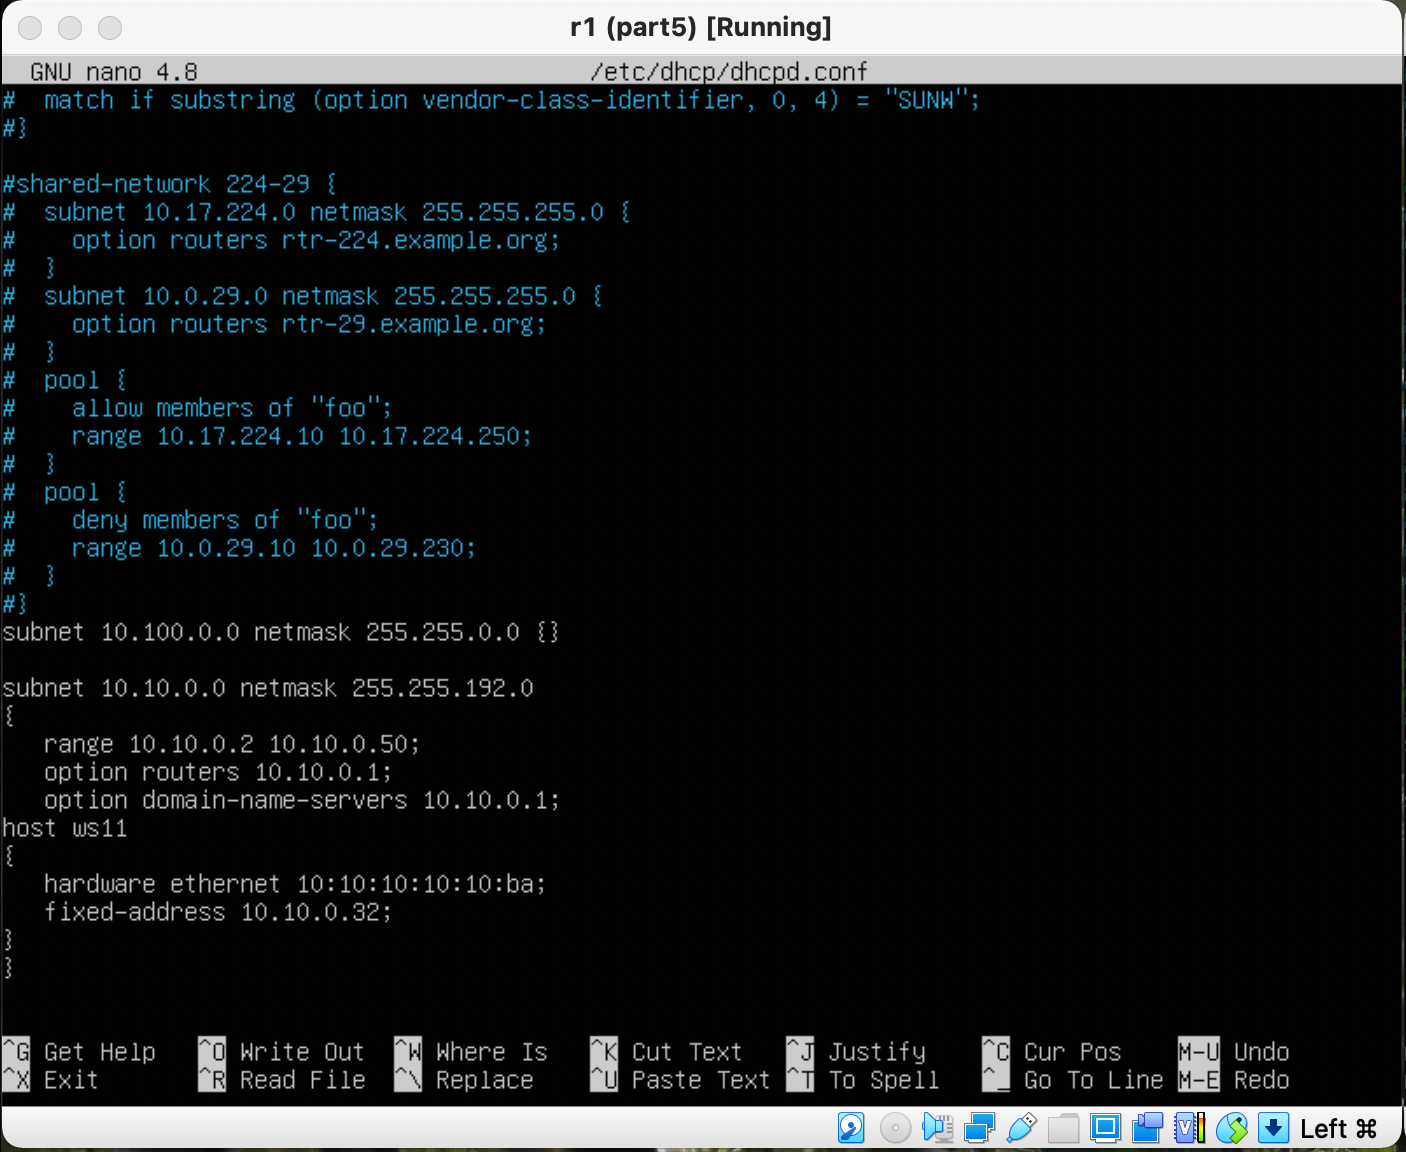 r1 (part5) [Running]
GNU nano 4.8 /etc/dhcp/dhcpd.conf
#  match if substring (option vendor-class-identifier, 0, 4) = "SUNW";
#}
#shared-network 224-29 {
#  subnet 10.17.224.0 netmask 255.255.255.0 {
#    option routers rtr-224.example.org;
#  }
#  subnet 10.0.29.0 netmask 255.255.255.0 {
#    option routers rtr-29.example.org;
#  }
#  pool {
#    allow members of "foo";
#    range 10.17.224.10 10.17.224.250;
#  }
#  pool {
#    deny members of "foo";
#    range 10.0.29.10 10.0.29.230;
#  }
#}
subnet 10.100.0.0 netmask 255.255.0.0 {}
subnet 10.10.0.0 netmask 255.255.192.0
{
   range 10.10.0.2 10.10.0.50;
   option routers 10.10.0.1;
   option domain-name-servers 10.10.0.1;
host ws11
{
   hardware ethernet 10:10:10:10:10:ba;
   fixed-address 10.10.0.32;
}
}
^G Get Help ^O Write Out ^W Where Is ^K Cut Text ^J Justify ^C Cur Pos M-U Undo
^X Exit ^R Read File ^\ Replace ^U Paste Text ^T To Spell ^_ Go To Line M-E Redo
Left ⌘